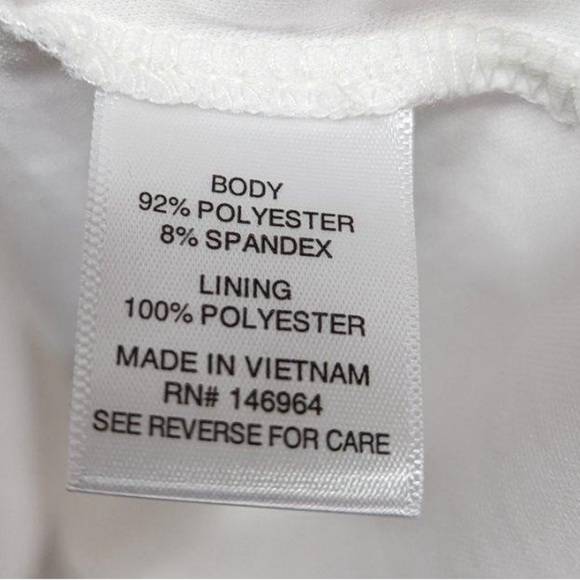 BODY
92% POLYESTER
8% SPANDEX
LINING
100% POLYESTER
MADE IN VIETNAM
RN# 146964
SEE REVERSE FOR CARE